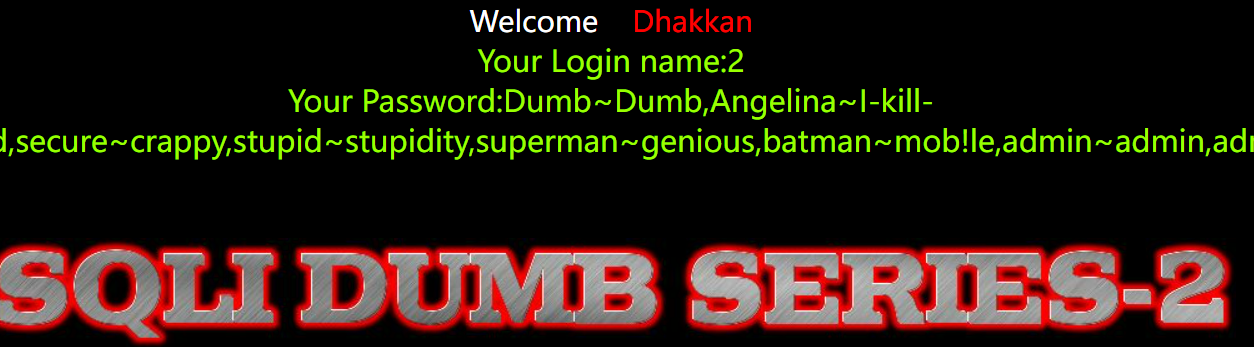 Welcome Dhakkan
Your Login name:2
Your Password:Dumb~Dumb,Angelina~I-kill-
d,secure~crappy,stupid~stupidity,superman~genious,batman~mob!le,admin~admin,adm
SQLI DUMB SERIES-2